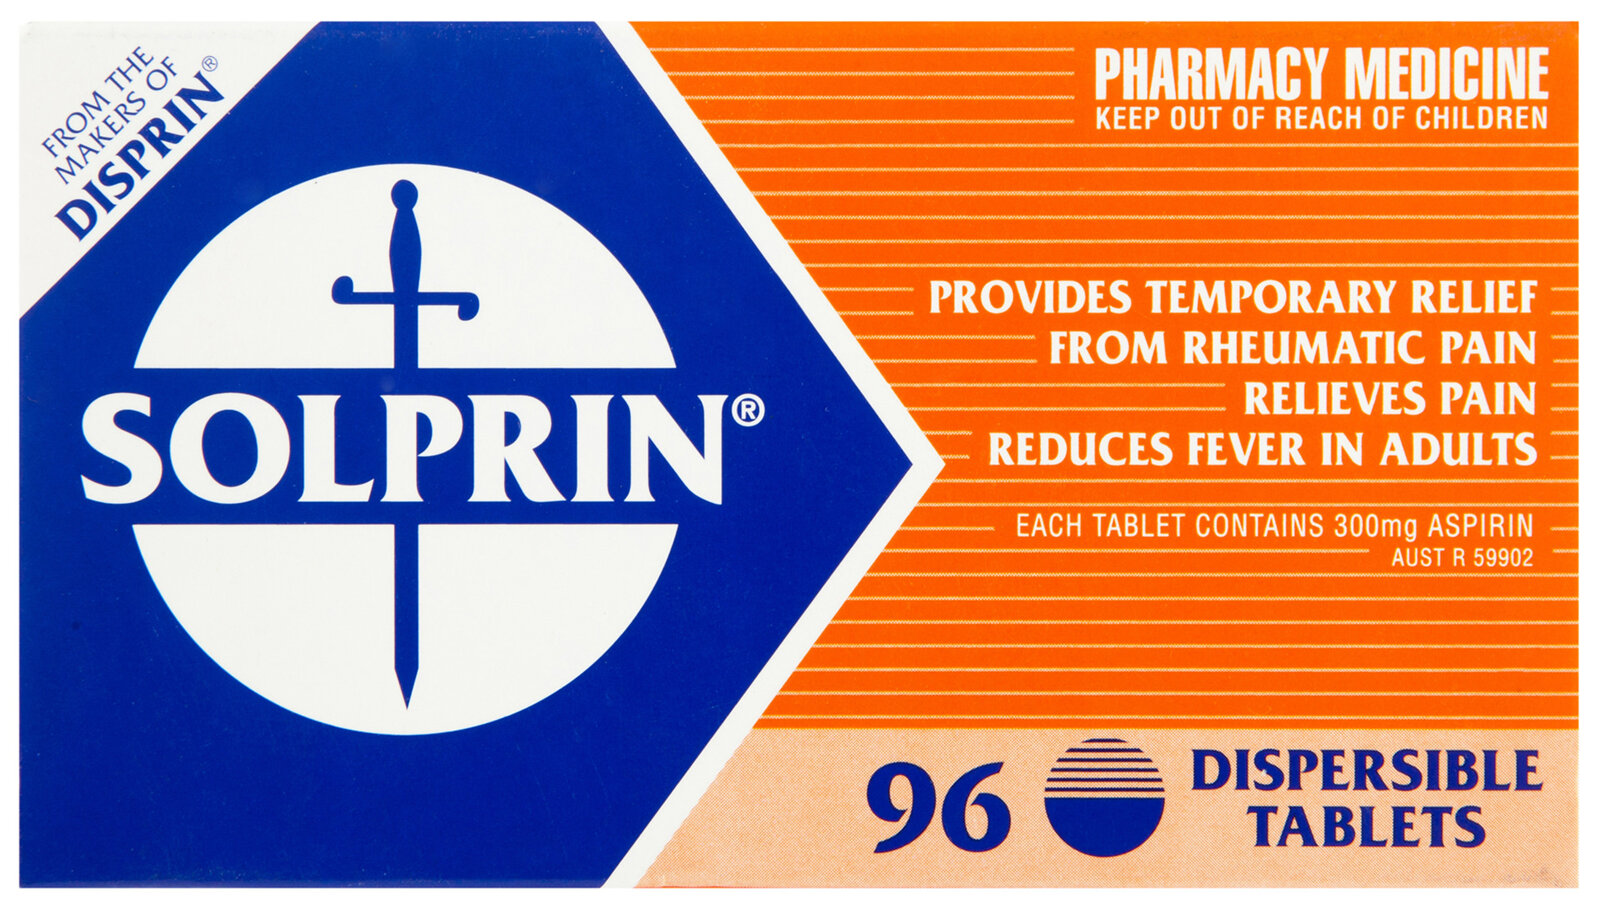 FROM THE
MAKERS OF
DISPRIN®
SOLPRIN®
PHARMACY MEDICINE
KEEP OUT OF REACH OF CHILDREN
PROVIDES TEMPORARY RELIEF
FROM RHEUMATIC PAIN
RELIEVES PAIN
REDUCES FEVER IN ADULTS
EACH TABLET CONTAINS 300mg ASPIRIN
AUST R 59902
96 DISPERSIBLE
TABLETS